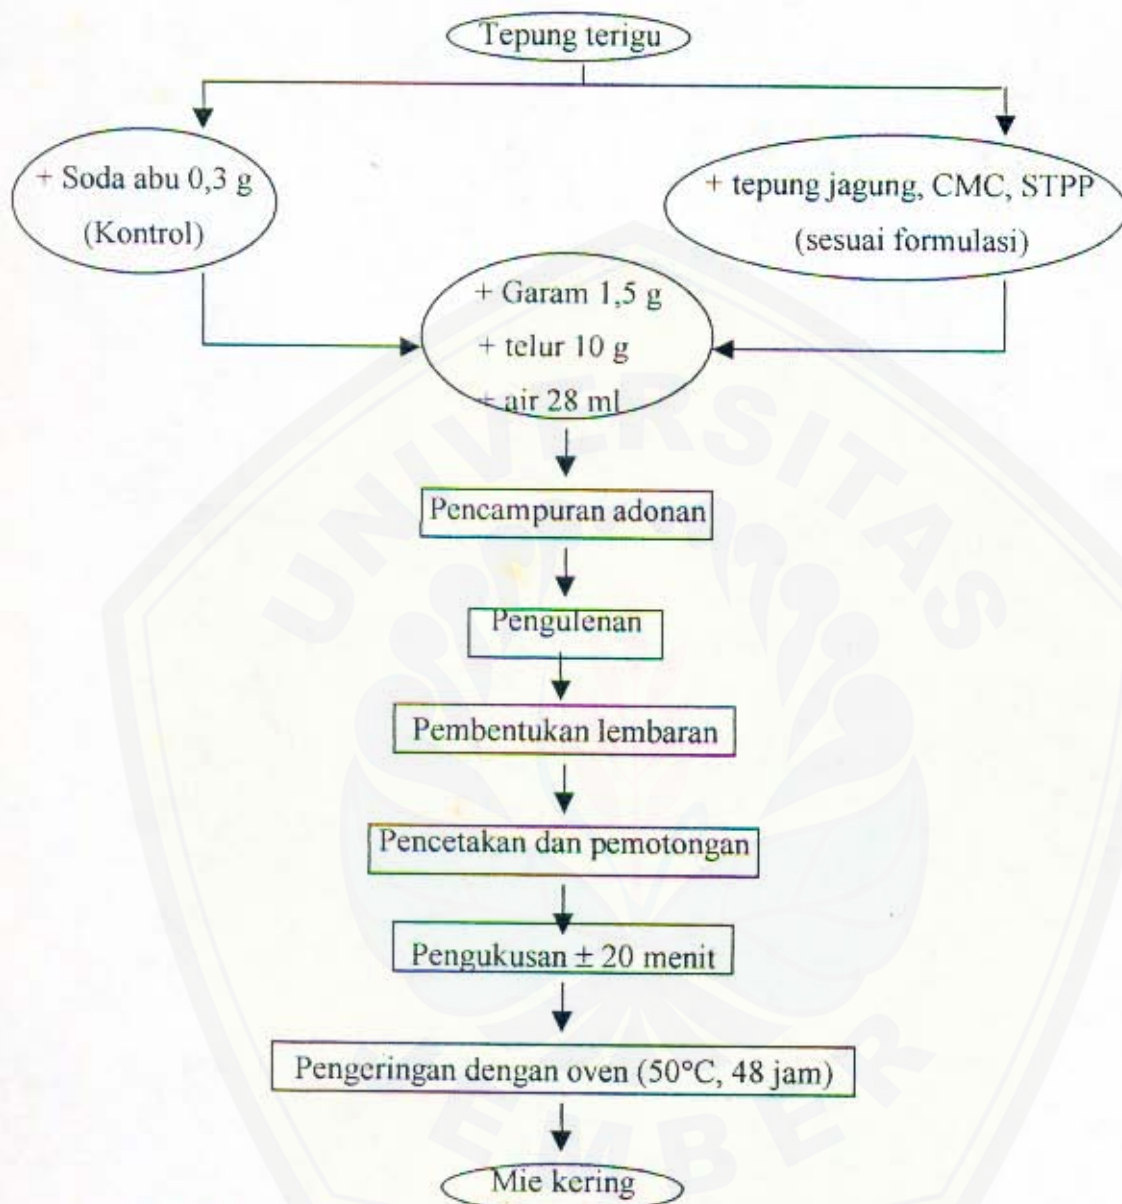 Tepung terigu
+ Soda abu 0,3 g
(Kontrol)
+ tepung jagung, CMC, STPP
(sesuai formulasi)
+ Garam 1,5 g
+ telur 10 g
+ air 28 ml
Pencampuran adonan
Pengulenan
Pembentukan lembaran
Pencetakan dan pemotongan
Pengukusan ± 20 menit
Pengeringan dengan oven (50°C, 48 jam)
Mie kering
UNIVERSITAS
EMBER